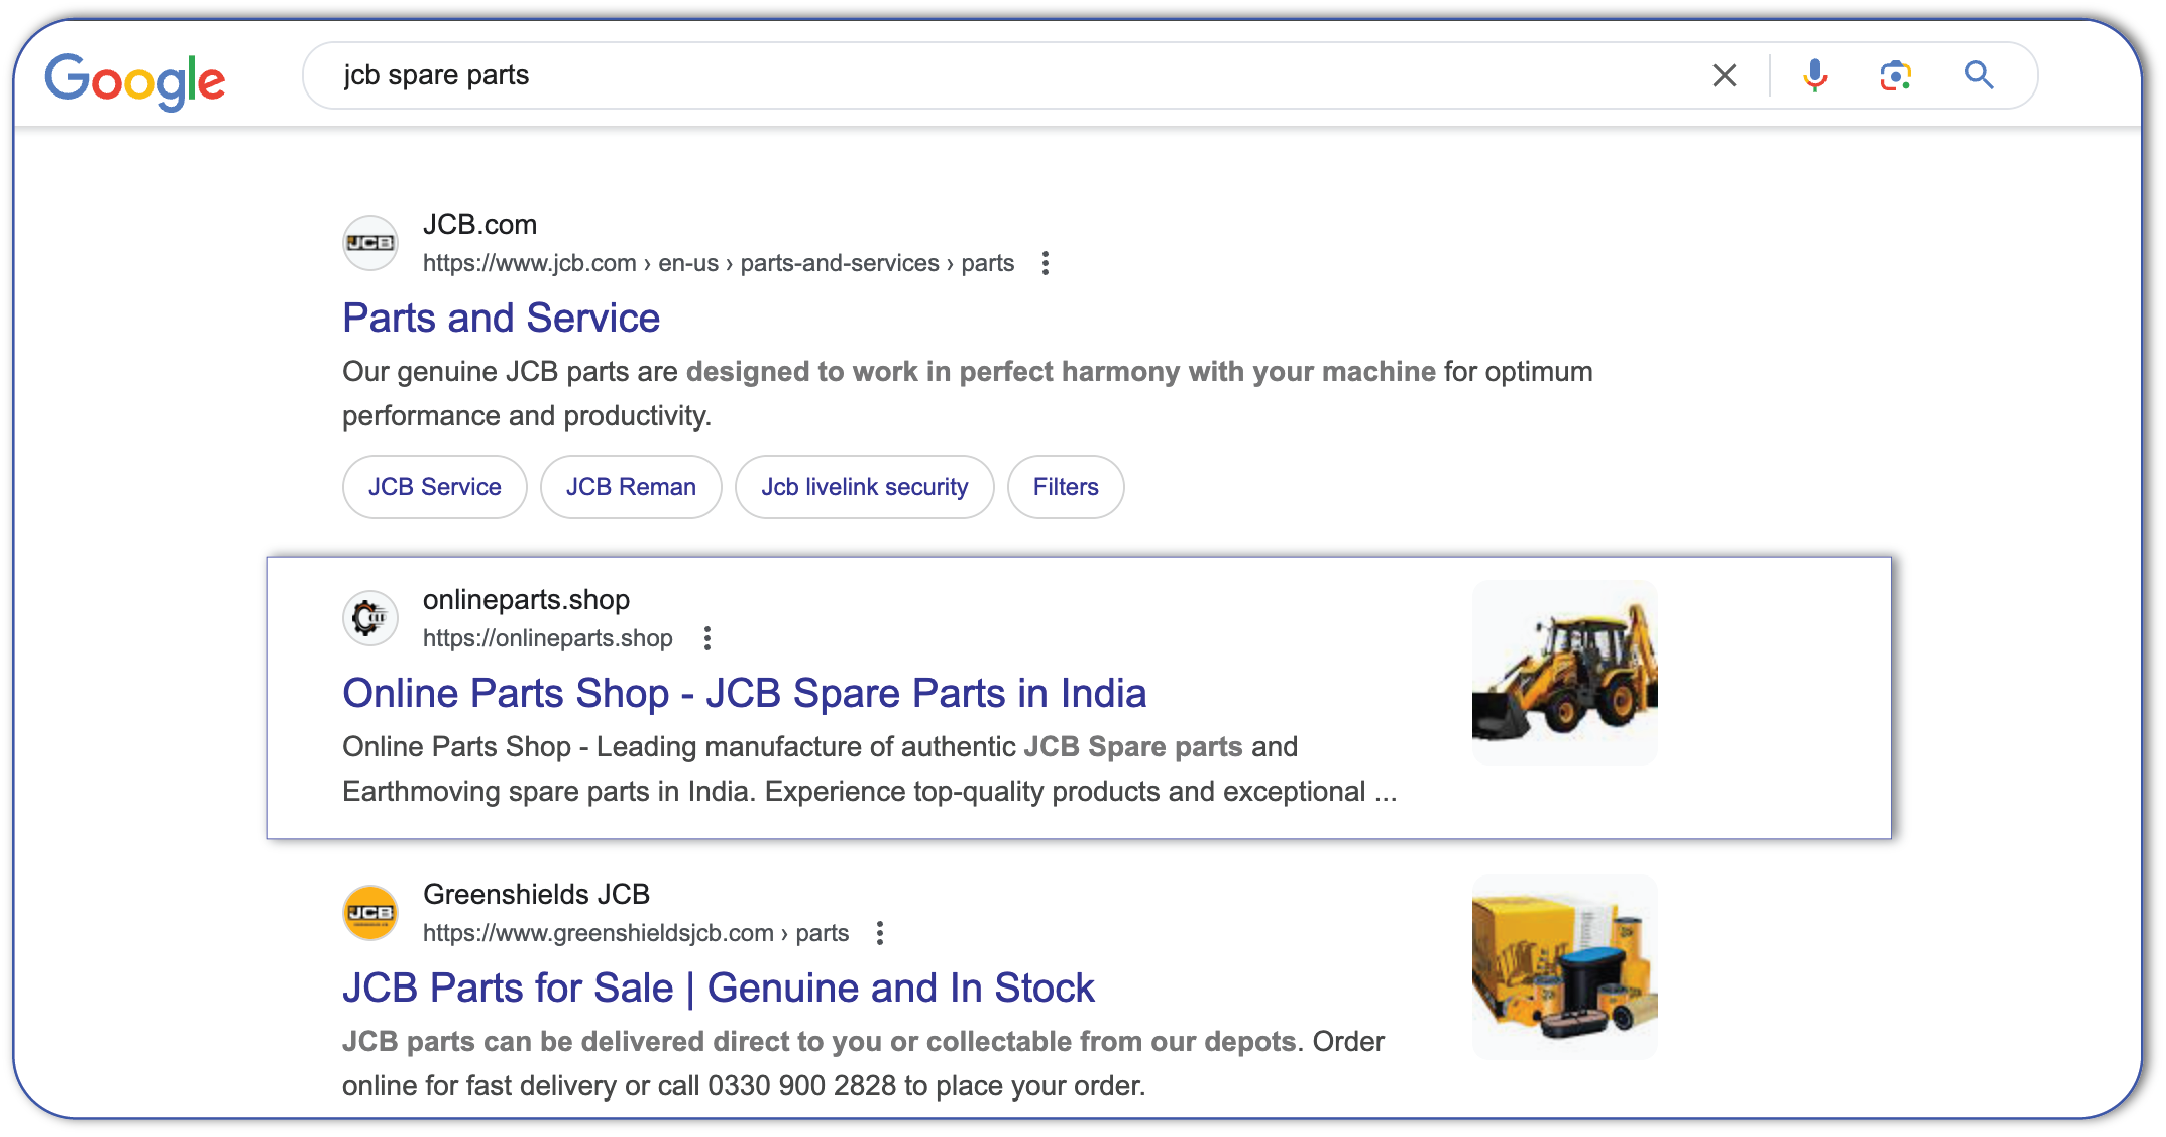 Google
jcb spare parts
JCB
JCB.com
https://www.jcb.com › en-us › parts-and-services › parts
Parts and Service
Our genuine JCB parts are designed to work in perfect harmony with your machine for optimum
performance and productivity.
JCB Service
JCB Reman
Jcb livelink security
Filters
OLP
onlineparts.shop
https://onlineparts.shop
Online Parts Shop - JCB Spare Parts in India
Online Parts Shop - Leading manufacture of authentic JCB Spare parts and
Earthmoving spare parts in India. Experience top-quality products and exceptional ...
JCB
Greenshields JCB
https://www.greenshieldsjcb.com › parts
JCB Parts for Sale | Genuine and In Stock
JCB parts can be delivered direct to you or collectable from our depots. Order
online for fast delivery or call 0330 900 2828 to place your order.